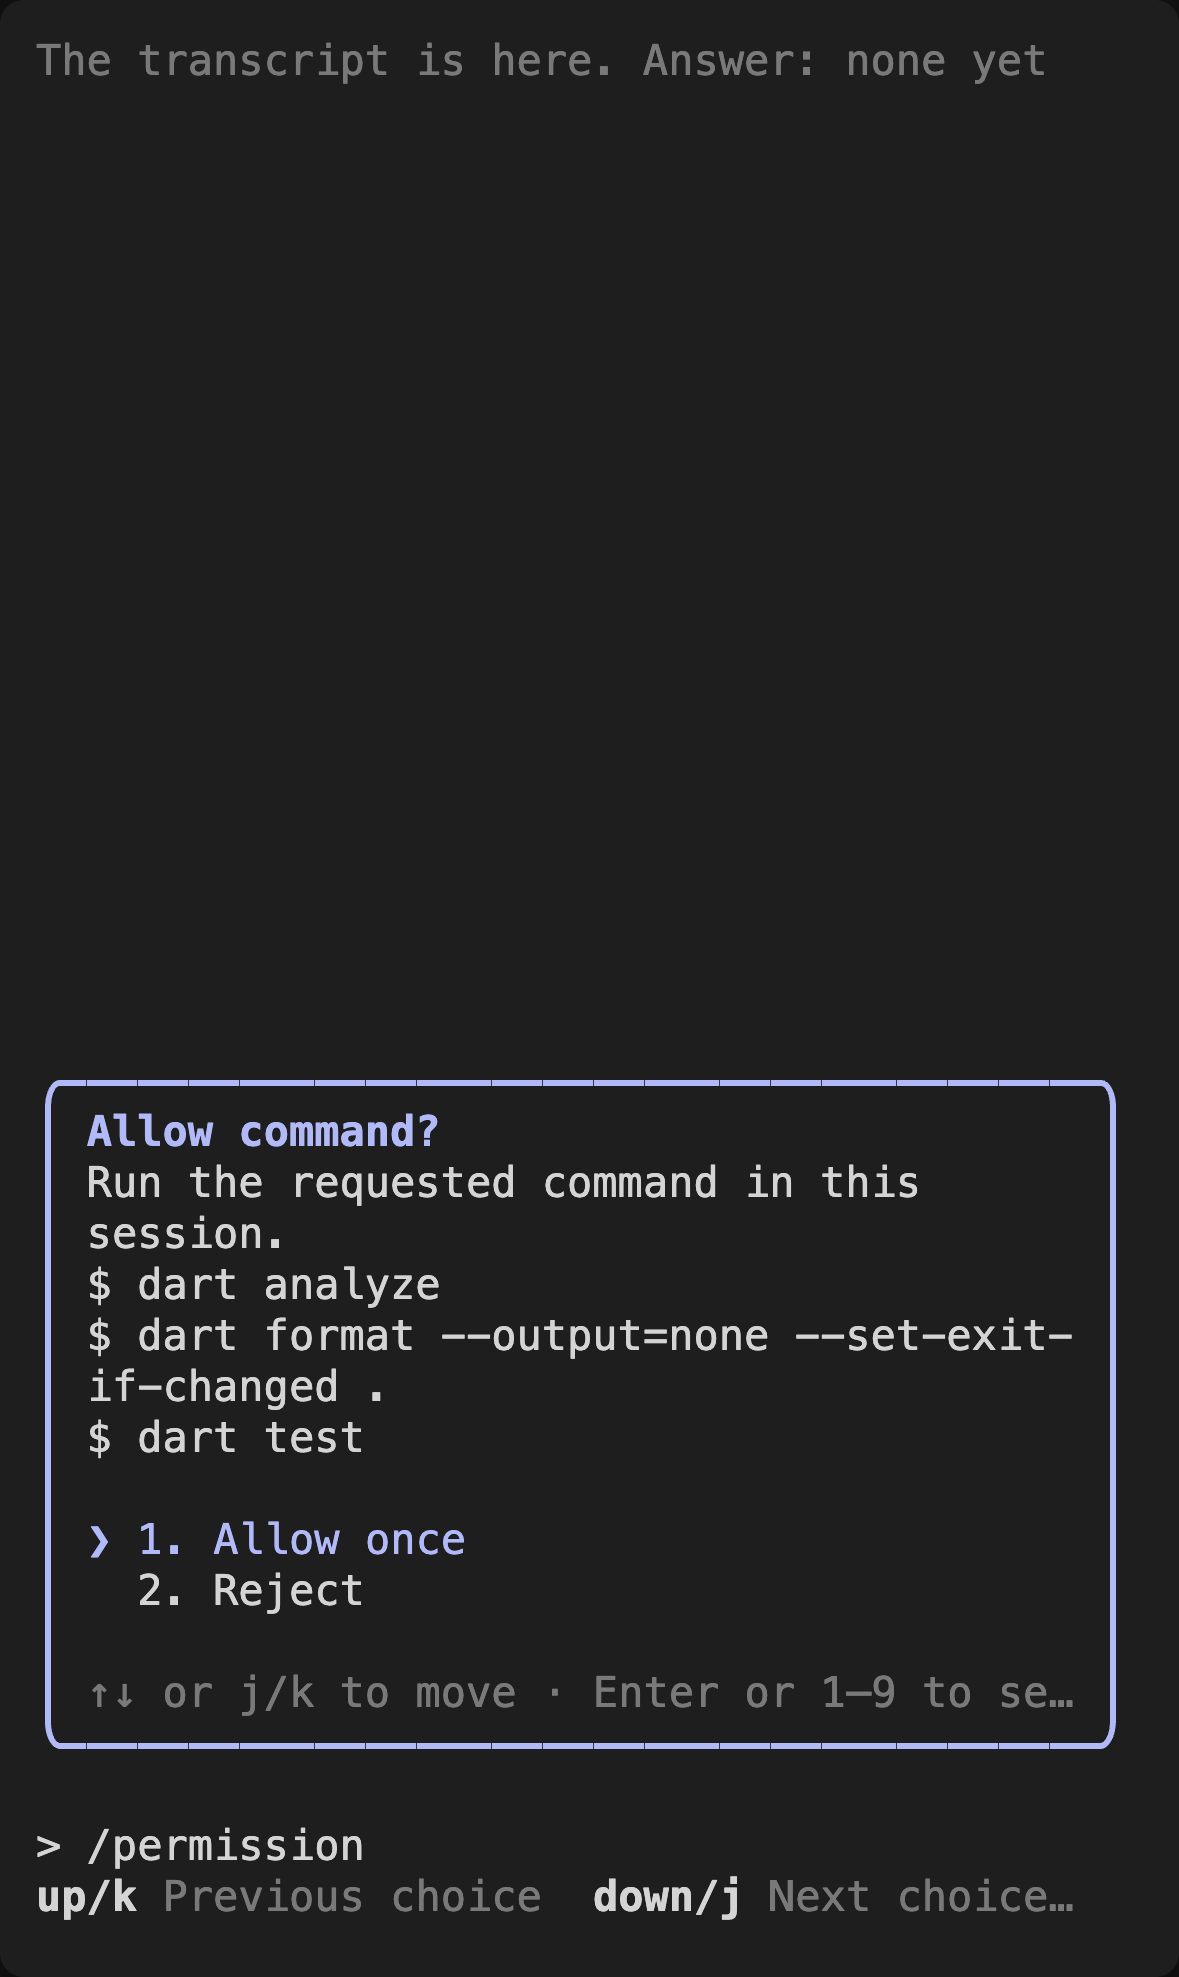 The transcript is here. Answer: none yet
Allow command?
Run the requested command in this
session.
$ dart analyze
$ dart format --output=none --set-exit-
if-changed .
$ dart test
❯ 1. Allow once
2. Reject
↑↓ or j/k to move · Enter or 1–9 to se…
> /permission
up/k Previous choice  down/j Next choice…